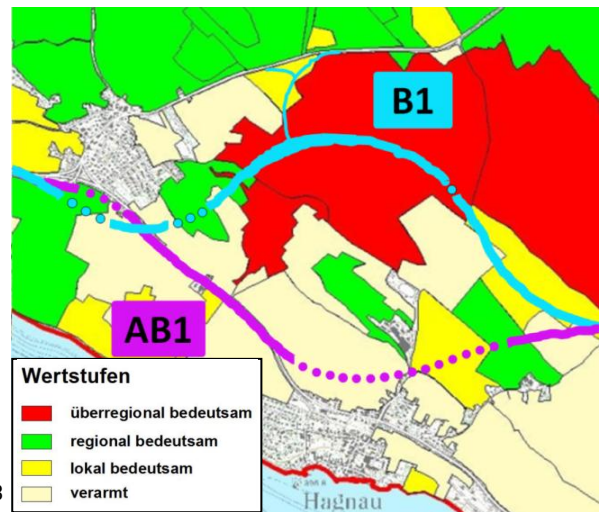 B1
AB1
Wertstufen
überregional bedeutsam
regional bedeutsam
lokal bedeutsam
verarmt
Hagnau